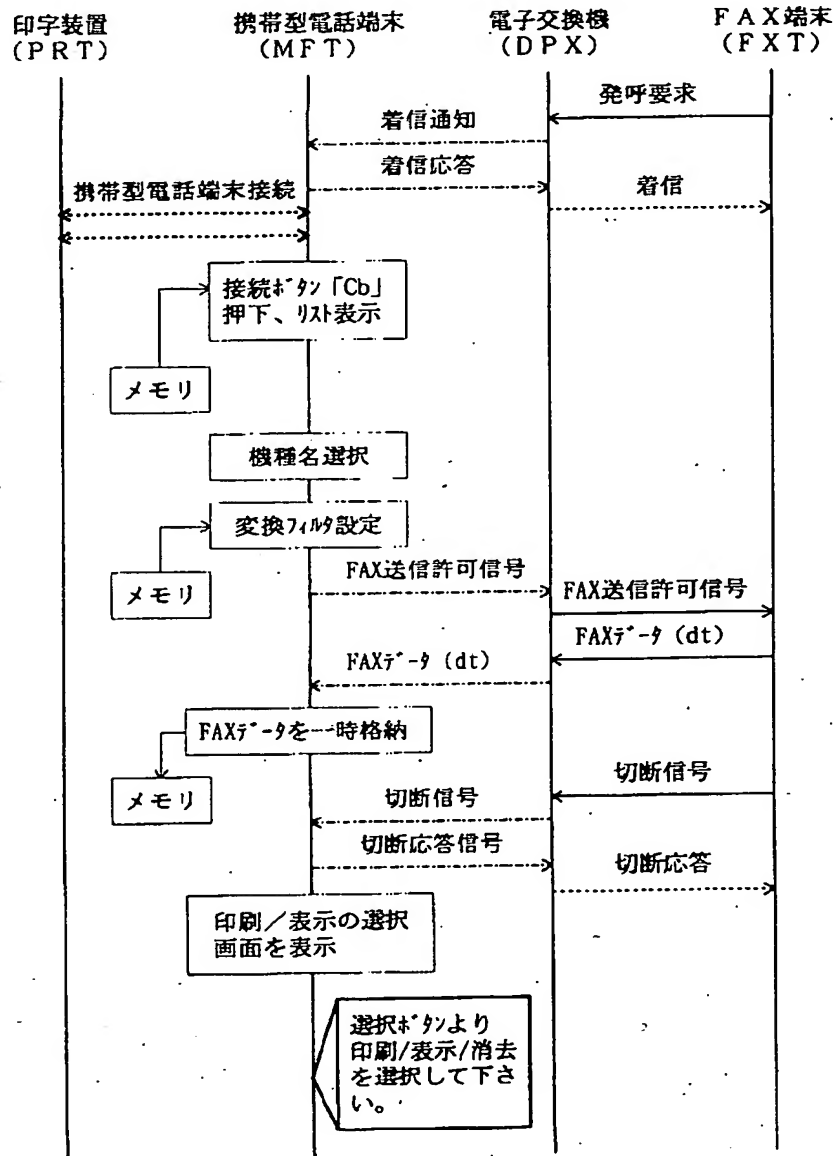 印字装置 携帯型電話端末 電子交換機 ＦＡＸ端末
(ＰＲＴ) (ＭＦＴ) (ＤＰＸ) (ＦＸＴ)
発呼要求
着信通知
着信応答
携帯型電話端末接続
着信
接続ﾎﾞﾀﾝ「Cb」
押下、ﾘｽﾄ表示
メモリ
機種名選択
変換ﾌｨﾙﾀ設定
メモリ
FAX送信許可信号
FAX送信許可信号
FAXﾃﾞｰﾀ (dt)
FAXﾃﾞｰﾀ (dt)
FAXﾃﾞｰﾀを一時格納
メモリ
切断信号
切断信号
切断応答信号
切断応答
印刷／表示の選択
画面を表示
選択ﾎﾞﾀﾝより
印刷/表示/消去
を選択して下さ
い。